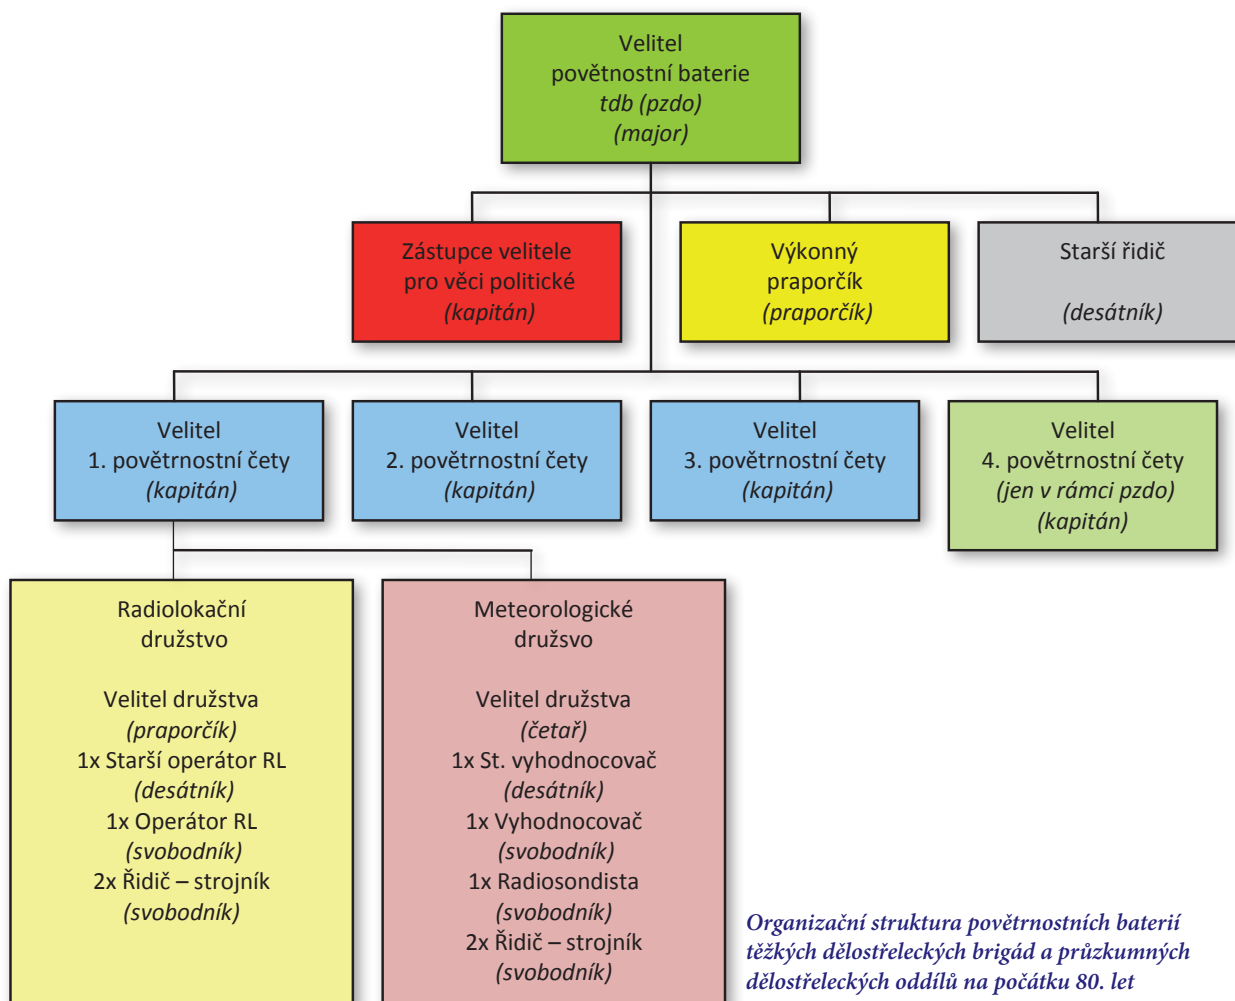 Velitel
povětnostní baterie
tdb (pzdo)
(major)
Zástupce velitele
pro věci politické
(kapitán)
Výkonný
praporčík
(praporčík)
Starší řidič
(desátník)
Velitel
1. povětrnostní čety
(kapitán)
Velitel
2. povětrnostní čety
(kapitán)
Velitel
3. povětrnostní čety
(kapitán)
Velitel
4. povětrnostní čety
(jen v rámci pzdo)
(kapitán)
Radiolokační
družstvo
Velitel družstva
(praporčík)
1x Starší operátor RL
(desátník)
1x Operátor RL
(svobodník)
2x Řidič – strojník
(svobodník)
Meteorologické
družsvo
Velitel družstva
(četař)
1x St. vyhodnocovač
(desátník)
1x Vyhodnocovač
(svobodník)
1x Radiosondista
(svobodník)
2x Řidič – strojník
(svobodník)
Organizační struktura povětrnostních baterií
těžkých dělostřeleckých brigád a průzkumných
dělostřeleckých oddílů na počátku 80. let